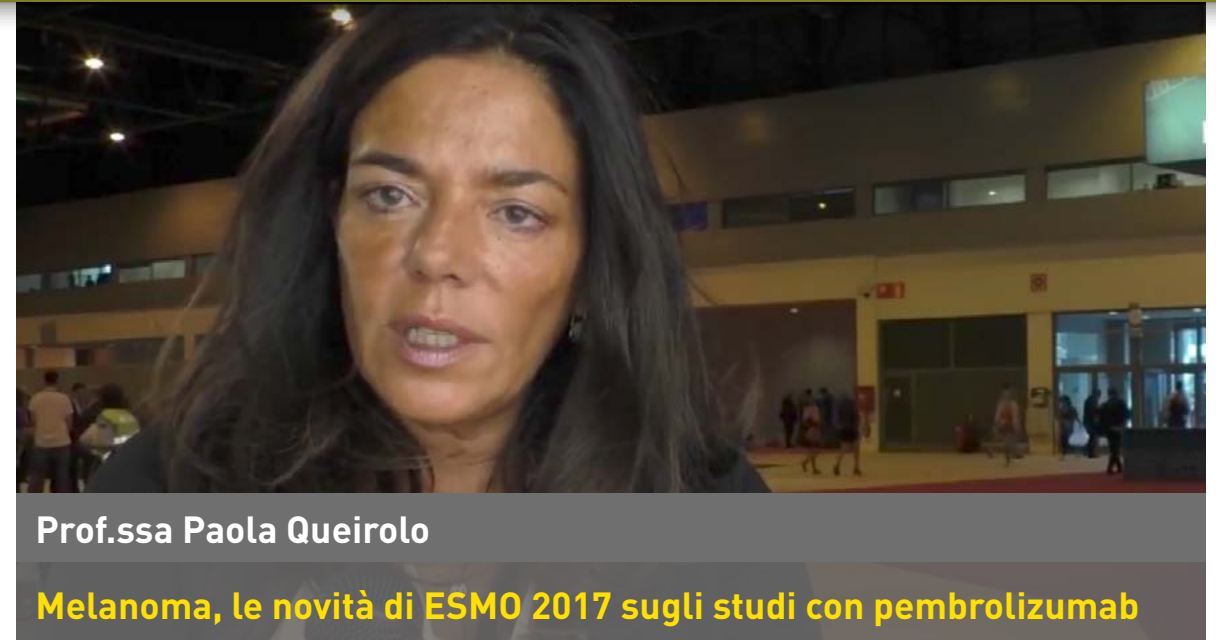 Prof.ssa Paola Queirolo
Melanoma, le novità di ESMO 2017 sugli studi con pembrolizumab